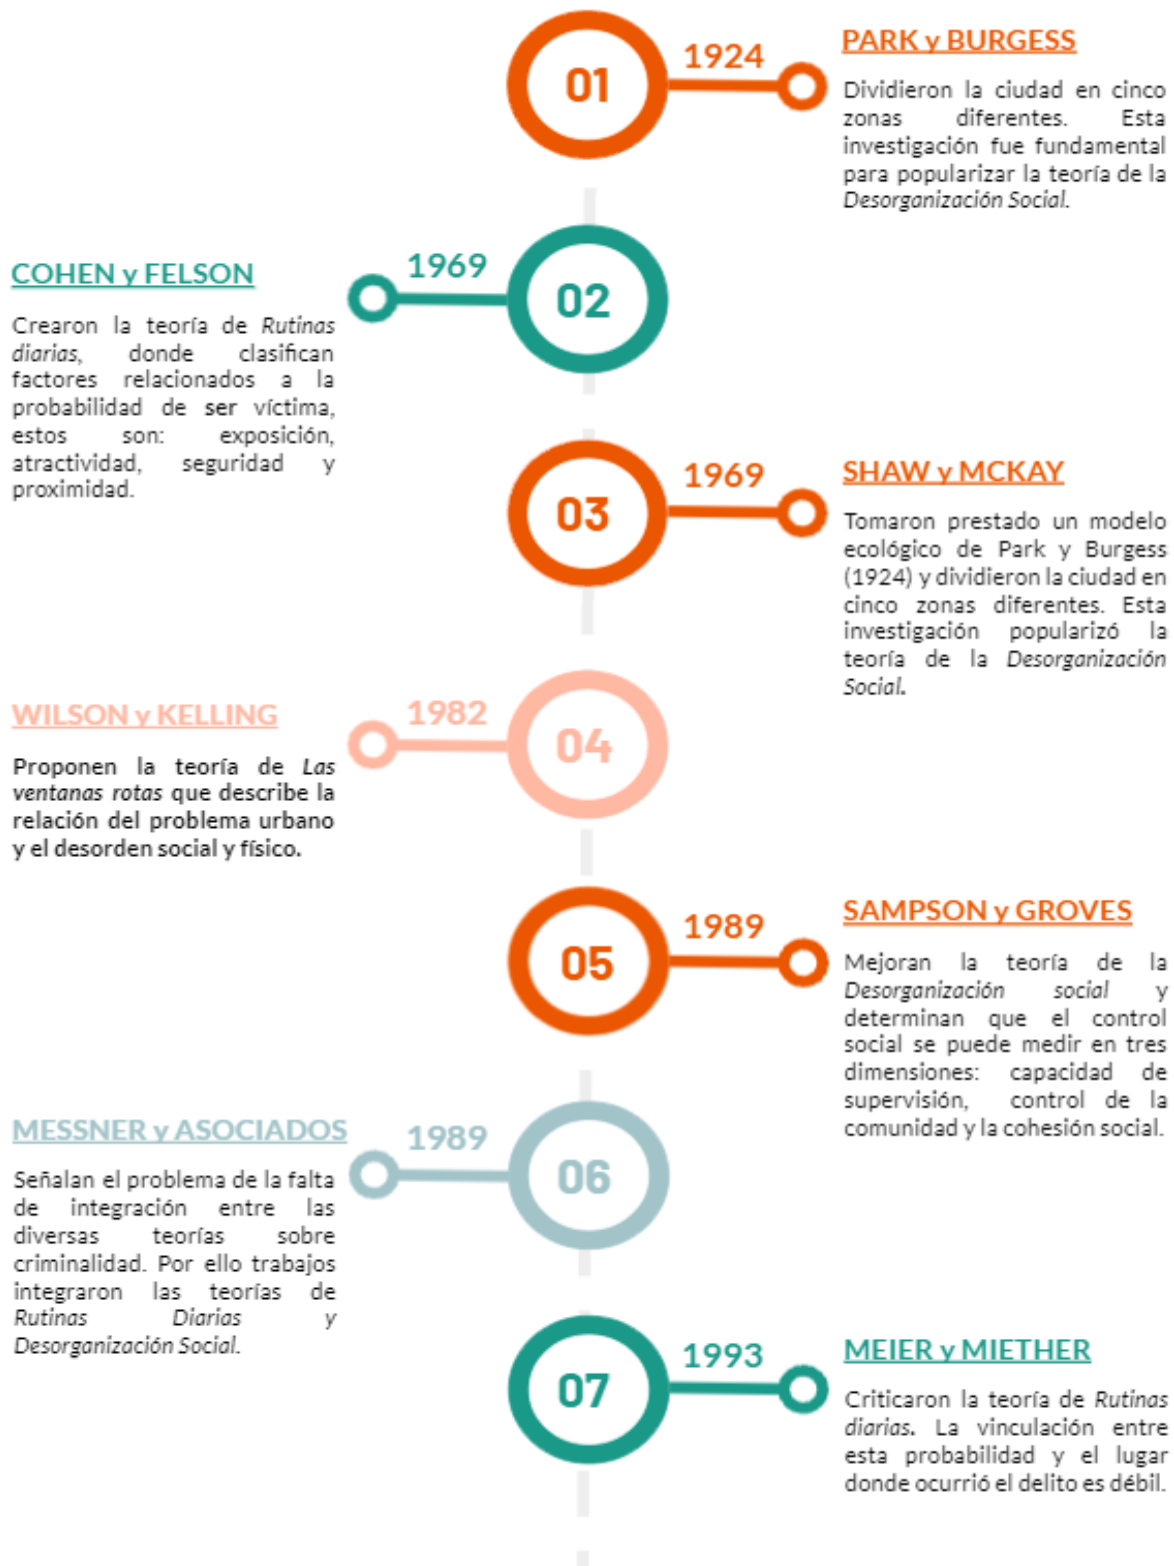 01
1924
PARK y BURGESS
Dividieron la ciudad en cinco
zonas diferentes. Esta
investigación fue fundamental
para popularizar la teoría de la
Desorganización Social.
COHEN y FELSON
1969
02
Crearon la teoría de Rutinas
diarias, donde clasifican
factores relacionados a la
probabilidad de ser víctima,
estos son: exposición,
atractividad, seguridad y
proximidad.
03
1969
SHAW y MCKAY
Tomaron prestado un modelo
ecológico de Park y Burgess
(1924) y dividieron la ciudad en
cinco zonas diferentes. Esta
investigación popularizó la
teoría de la Desorganización
Social.
WILSON y KELLING
1982
04
Proponen la teoría de Las
ventanas rotas que describe la
relación del problema urbano
y el desorden social y físico.
05
1989
SAMPSON y GROVES
Mejoran la teoría de la
Desorganización social y
determinan que el control
social se puede medir en tres
dimensiones: capacidad de
supervisión, control de la
comunidad y la cohesión social.
MESSNER y ASOCIADOS
1989
06
Señalan el problema de la falta
de integración entre las
diversas teorías sobre
criminalidad. Por ello trabajos
integraron las teorías de
Rutinas Diarias y
Desorganización Social.
07
1993
MEIER y MIETHER
Criticaron la teoría de Rutinas
diarias. La vinculación entre
esta probabilidad y el lugar
donde ocurrió el delito es débil.